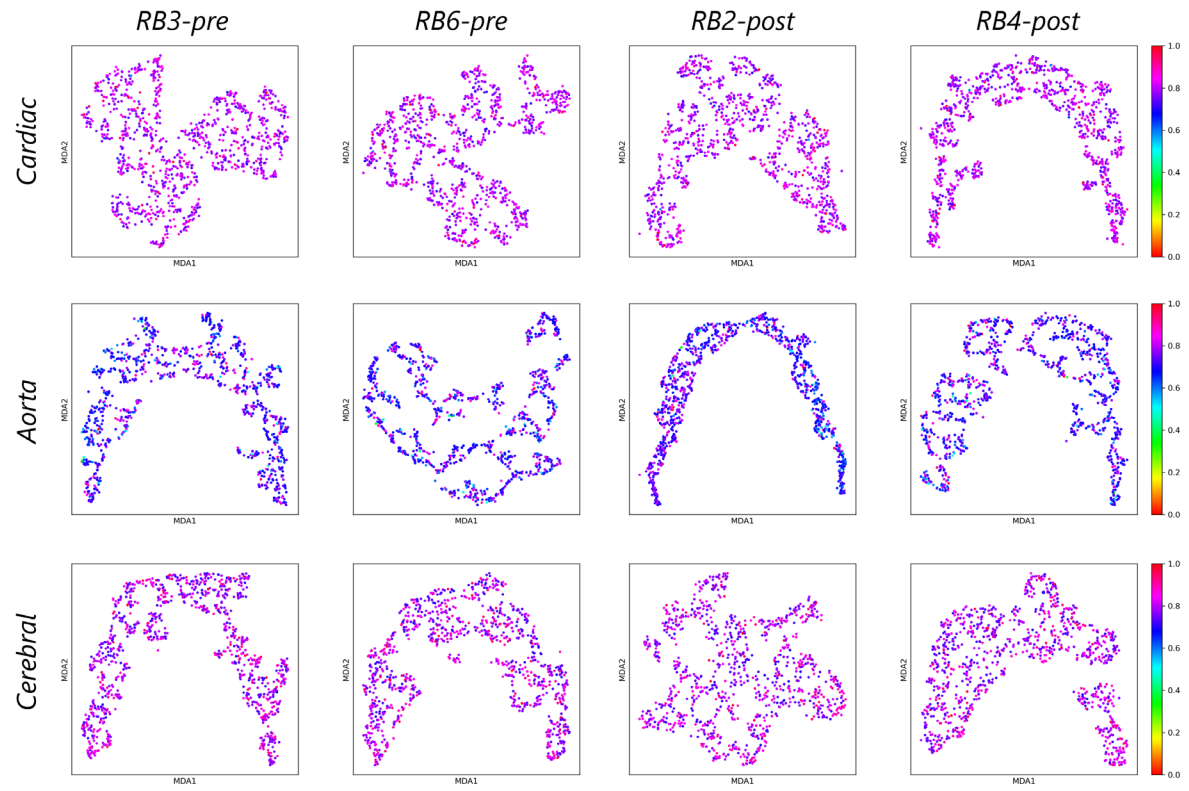 RB3-pre RB6-pre RB2-post RB4-post
Cardiac
MDA2 MDA2 MDA2 MDA2
MDA1 MDA1 MDA1 MDA1
1.0
0.8
0.6
0.4
0.2
0.0
Aorta
MDA2 MDA2 MDA2 MDA2
MDA1 MDA1 MDA1 MDA1
1.0
0.8
0.6
0.4
0.2
0.0
Cerebral
MDA2 MDA2 MDA2 MDA2
MDA1 MDA1 MDA1 MDA1
1.0
0.8
0.6
0.4
0.2
0.0